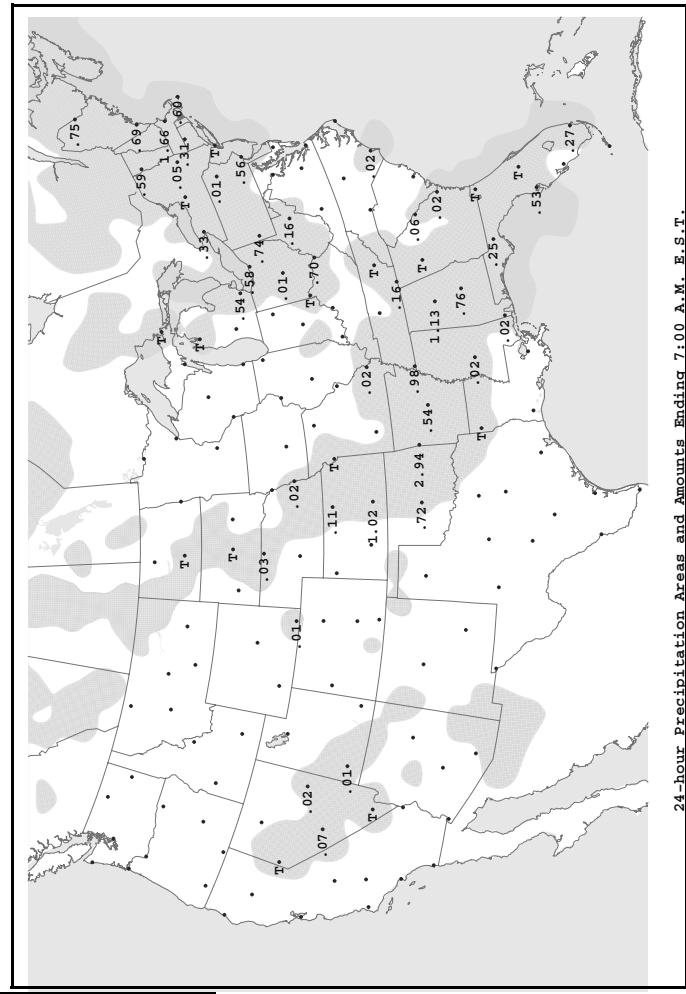 .75
.69
.59
T
1.66
.05
.60
T
T
.31
T
.33
T
.01
T
.54
.56
.58
.74
.03
T
.01
.16
.02
.01
.02
T
.70
.07
.11
T
.01
.02
.02
T
1.02
T
.16
.98
.06
2.94
.72
T
.54
1.13
.02
.76
.02
T
T
.25
.02
T
.53
.27
24-hour Precipitation Areas and Amounts Ending 7:00 A.M. E.S.T.